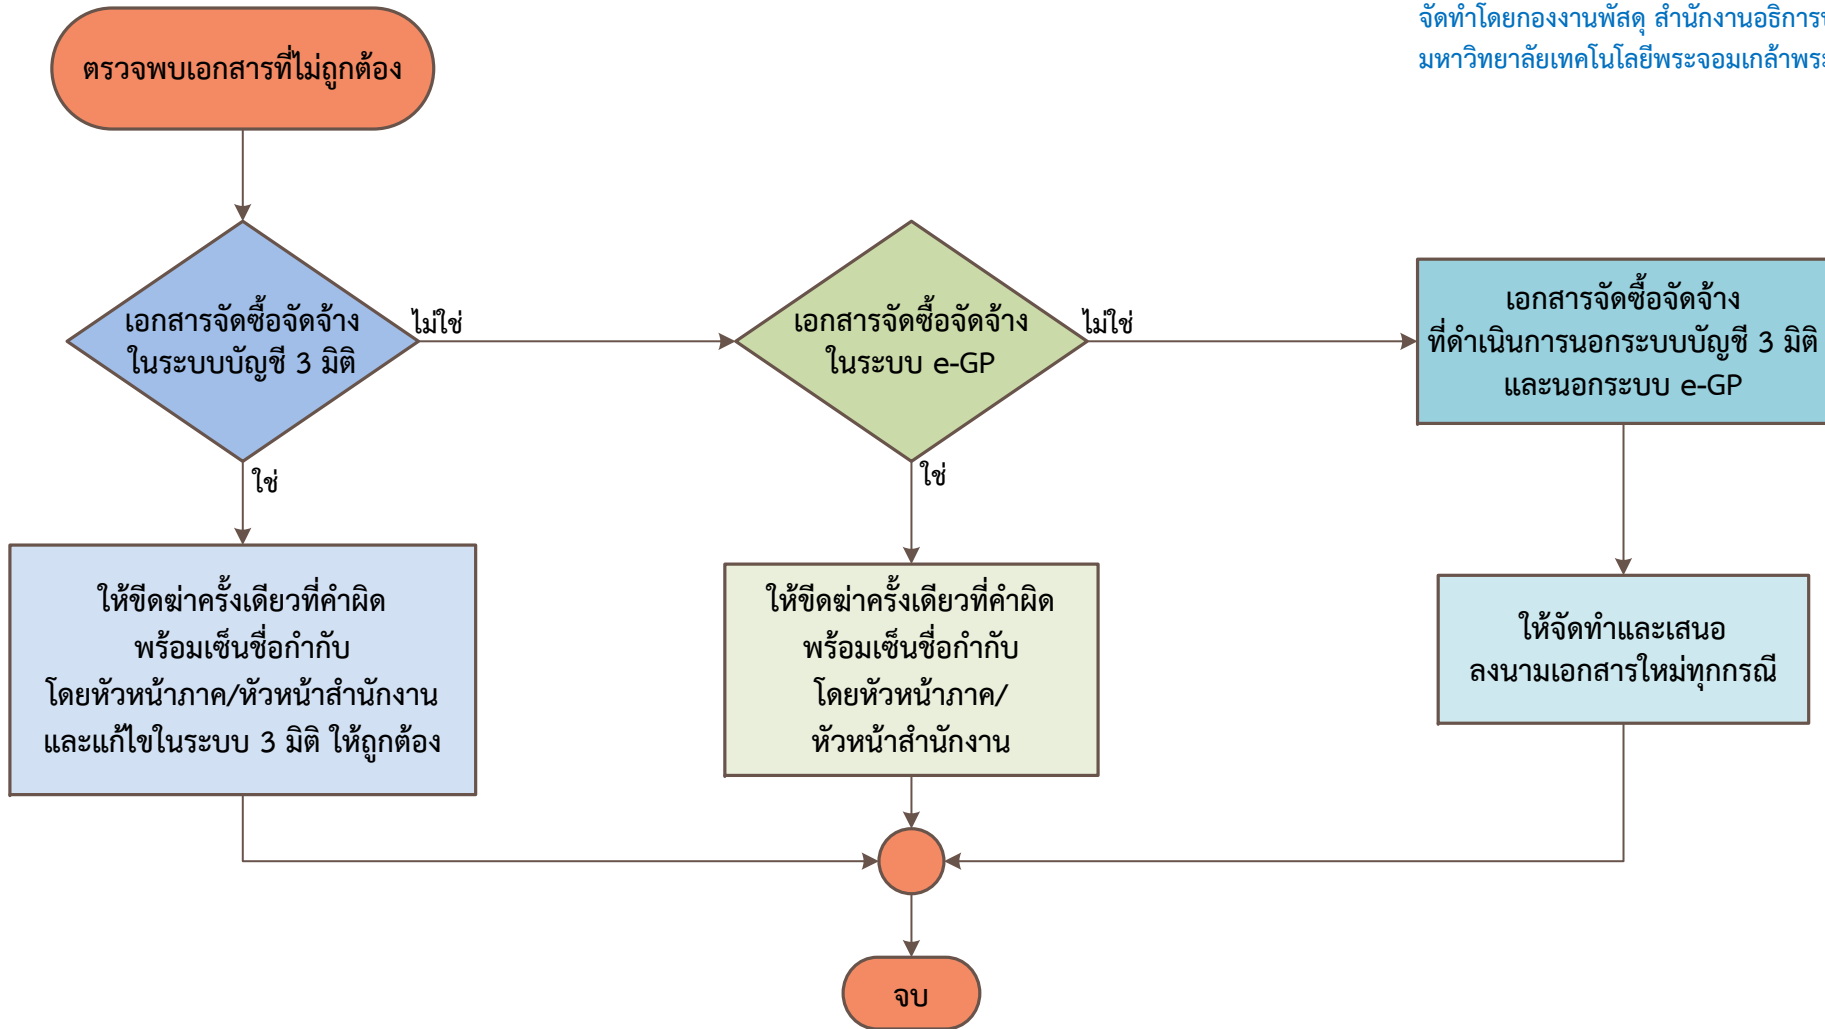 จัดทำโดยกองงานพัสดุ
มหาวิทยาลัยเทคโนโลยีพระจอมเกล้า
ตรวจพบเอกสารที่ไม่ถูกต้อง
เอกสารจัดซื้อจัดจ้าง
ในระบบบัญชี 3 มิติ
ไม่ใช่
ใช่
เอกสารจัดซื้อจัดจ้าง
ในระบบ e-GP
ไม่ใช่
ใช่
เอกสารจัดซื้อจัดจ้าง
ที่ดำเนินการนอกระบบบัญชี 3 มิติ
และนอกระบบ e-GP
ให้ขีดฆ่าครั้งเดียวที่คำผิด
พร้อมเซ็นชื่อกำกับ
โดยหัวหน้าภาค/หัวหน้าสำนักงาน
และแก้ไขในระบบ 3 มิติ ให้ถูกต้อง
ให้ขีดฆ่าครั้งเดียวที่คำผิด
พร้อมเซ็นชื่อกำกับ
โดยหัวหน้าภาค/
หัวหน้าสำนักงาน
ให้จัดทำและเสนอ
ลงนามเอกสารใหม่ทุกกรณี
จบ